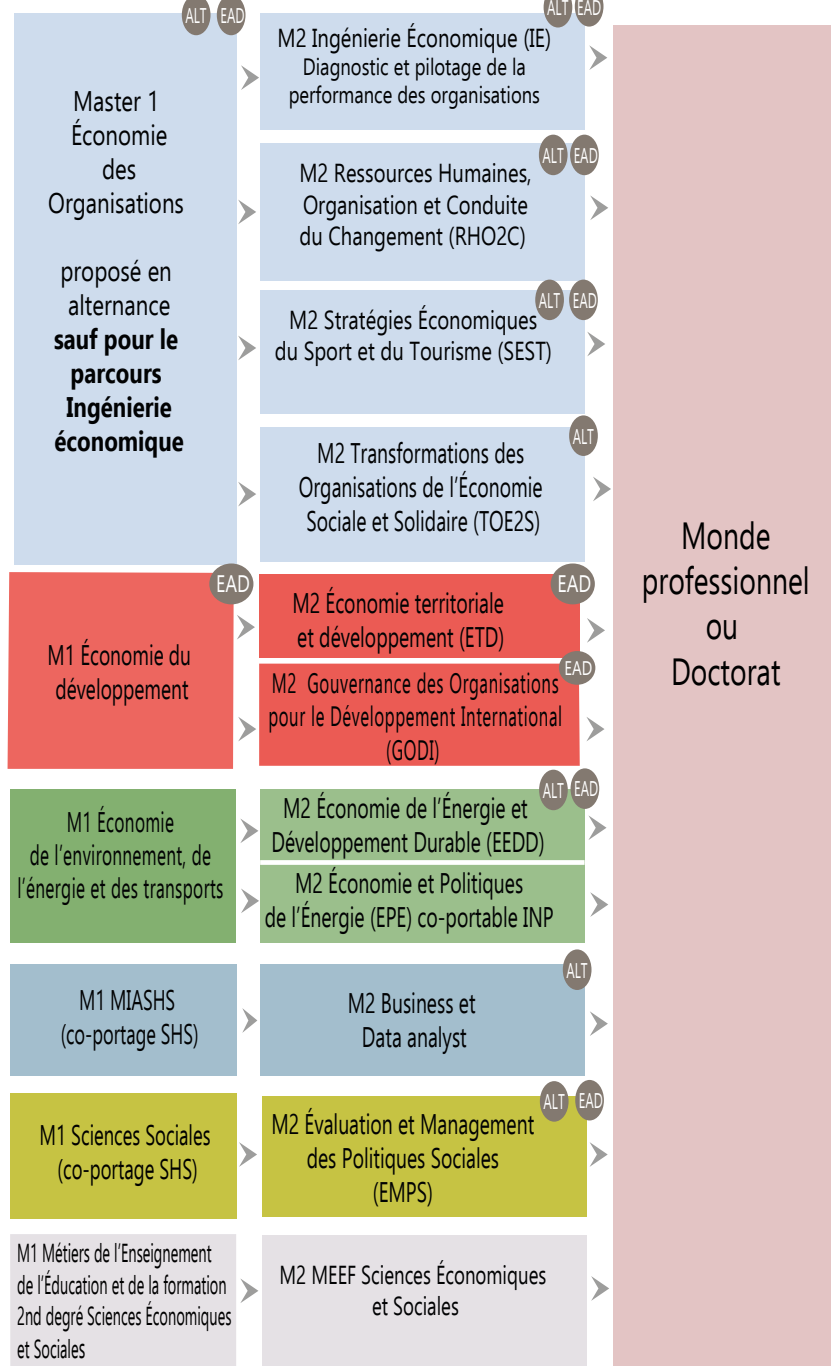 ALT EAD
Master 1
Économie
des
Organisations
proposé en
alternance
sauf pour le
parcours
Ingénierie
économique
ALT EAD
M2 Ingénierie Économique (IE)
Diagnostic et pilotage de la
performance des organisations
ALT EAD
M2 Ressources Humaines,
Organisation et Conduite
du Changement (RHO2C)
ALT EAD
M2 Stratégies Économiques
du Sport et du Tourisme (SEST)
ALT
M2 Transformations des
Organisations de l'Économie
Sociale et Solidaire (TOE2S)
EAD
M1 Économie du
développement
EAD
M2 Économie territoriale
et développement (ETD)
EAD
M2 Gouvernance des Organisations
pour le Développement International
(GODI)
M1 Économie
de l'environnement, de
l'énergie et des transports
ALT EAD
M2 Économie de l'Énergie et
Développement Durable (EEDD)
M2 Économie et Politiques
de l'Énergie (EPE) co-portable INP
M1 MIASHS
(co-portage SHS)
ALT
M2 Business et
Data analyst
M1 Sciences Sociales
(co-portage SHS)
ALT EAD
M2 Évaluation et Management
des Politiques Sociales
(EMPS)
M1 Métiers de l'Enseignement
de l'Éducation et de la formation
2nd degré Sciences Économiques
et Sociales
M2 MEEF Sciences Économiques
et Sociales
Monde
professionnel
ou
Doctorat